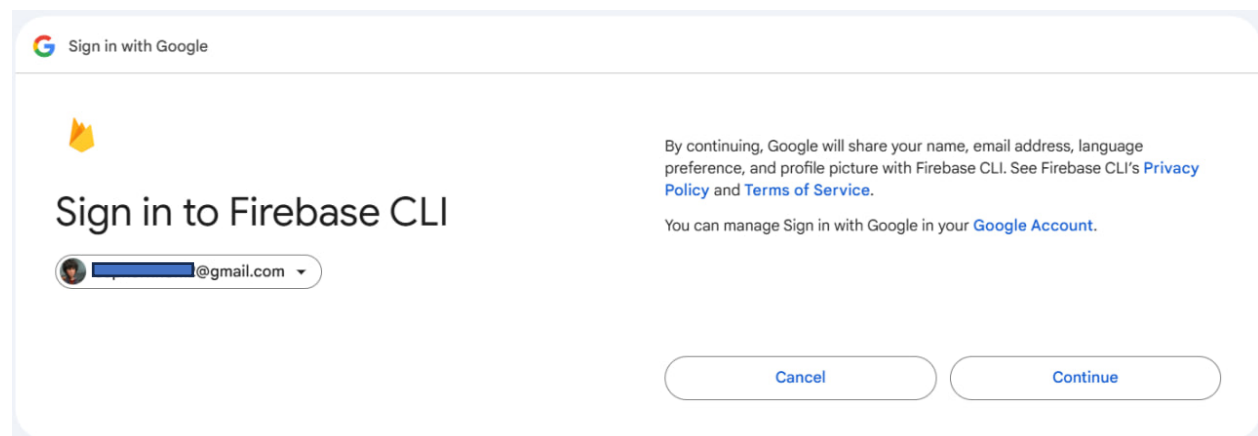 Sign in with Google
Sign in to Firebase CLI
@gmail.com
By continuing, Google will share your name, email address, language
preference, and profile picture with Firebase CLI. See Firebase CLI's Privacy
Policy and Terms of Service.
You can manage Sign in with Google in your Google Account.
Cancel
Continue